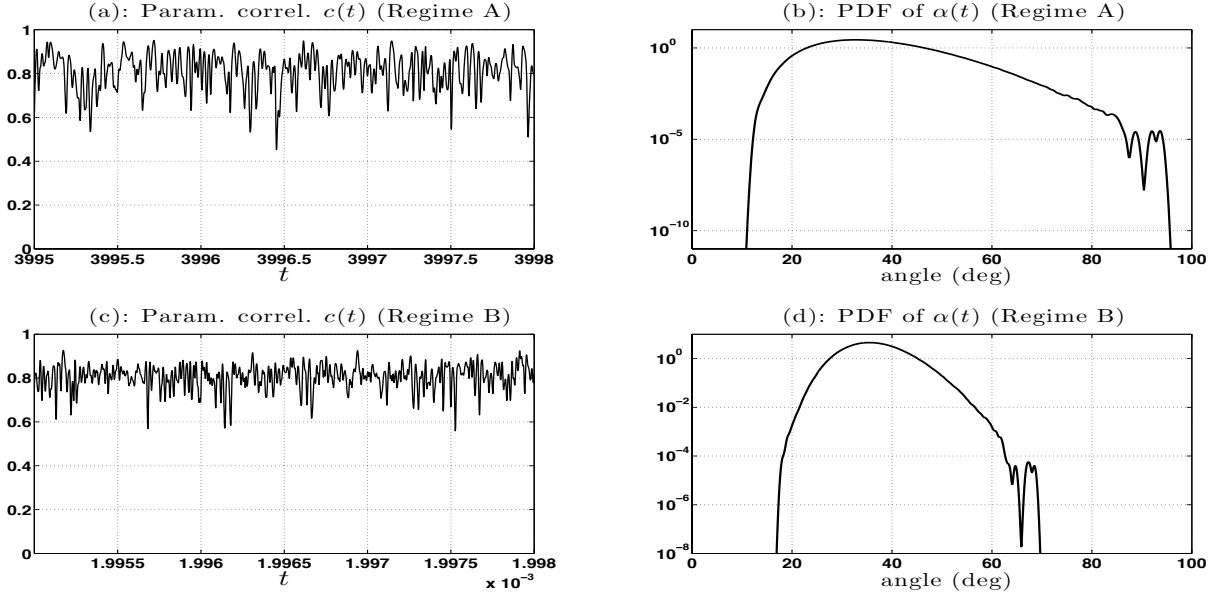 (a): Param. correl. c(t) (Regime A)
1
0.8
0.6
0.4
0.2
0
3995 3995.5 3996 3996.5 3997 3997.5 3998
t
(b): PDF of α(t) (Regime A)
10^0
10^-5
10^-10
0 20 40 60 80 100
angle (deg)
(c): Param. correl. c(t) (Regime B)
1
0.8
0.6
0.4
0.2
0
1.9955 1.996 1.9965 1.997 1.9975 1.998
t
x 10^-3
(d): PDF of α(t) (Regime B)
10^0
10^-2
10^-4
10^-6
10^-8
0 20 40 60 80 100
angle (deg)